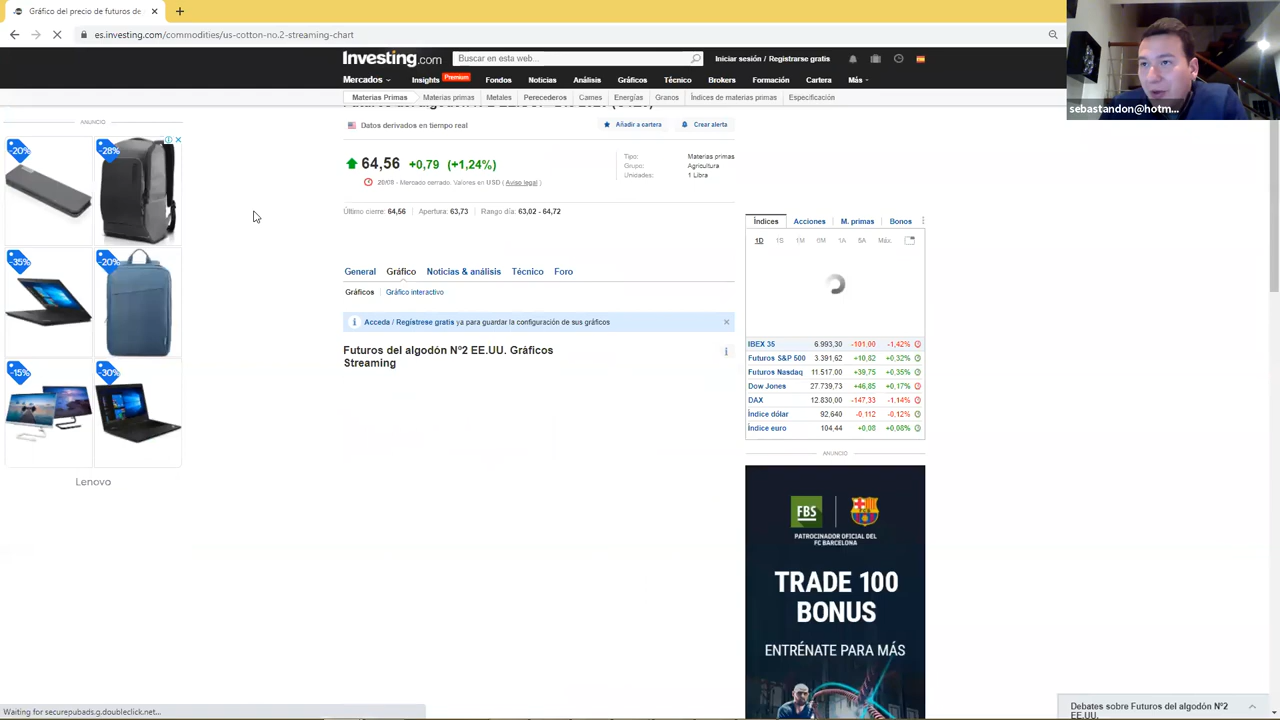 Gráfico del precio de futuros de
es.investing.com/commodities/us-cotton-no.2-streaming-chart
sebastandon@hotm...
Investing.com
Buscar en esta web...
Iniciar sesión / Registrarse gratis
Mercados
Insights
Premium
Fondos
Noticias
Análisis
Gráficos
Técnico
Brokers
Formación
Cartera
Más
Materias Primas
Materias primas
Metales
Perecederos
Carnes
Energías
Granos
Índices de materias primas
Especificación
ANUNCIO
Datos derivados en tiempo real
Añadir a cartera
Crear alerta
-20%
-28%
64,56 +0,79 (+1,24%)
20/08 - Mercado cerrado. Valores en USD ( Aviso legal )
Tipo: Materias primas
Grupo: Agricultura
Unidades: 1 Libra
Último cierre: 64,56
Apertura: 63,73
Rango día: 63,02 - 64,72
Índices
Acciones
M. primas
Bonos
1D
1S
1M
6M
1A
5A
Máx.
-35%
-20%
General
Gráfico
Noticias & análisis
Técnico
Foro
Gráficos
Gráfico interactivo
Acceda / Regístrese gratis ya para guardar la configuración de sus gráficos
Futuros del algodón Nº2 EE.UU. Gráficos
Streaming
IBEX 35 6.993,30 -101,00 -1,42%
Futuros S&P 500 3.391,62 +10,82 +0,32%
Futuros Nasdaq 11.517,00 +39,75 +0,35%
Dow Jones 27.739,73 +46,85 +0,17%
DAX 12.830,00 -147,33 -1,14%
Índice dólar 92,640 -0,112 -0,12%
Índice euro 104,44 +0,08 +0,08%
-15%
-30%
Lenovo
ANUNCIO
FBS
PATROCINADOR OFICIAL DEL
FC BARCELONA
TRADE 100
BONUS
ENTRÉNATE PARA MÁS
Waiting for securepubads.g.doubleclick.net...
Debates sobre Futuros del algodón Nº2
EE.UU.